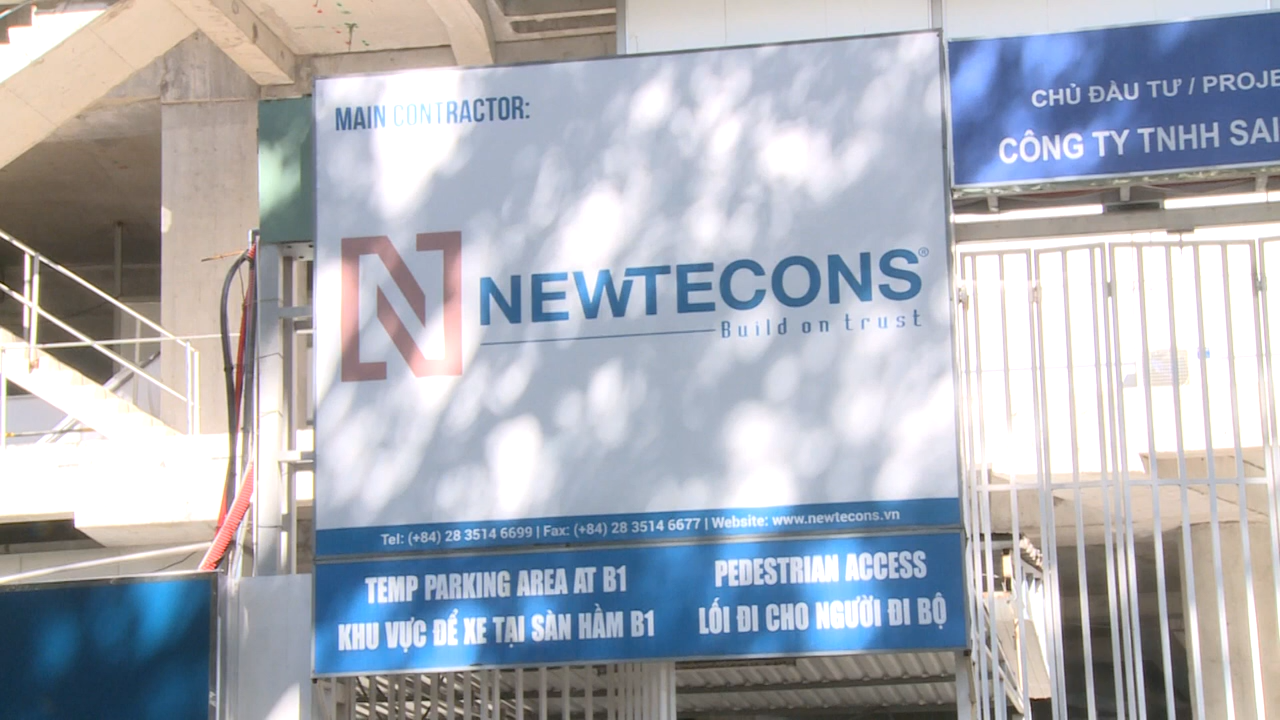 MAIN CONTRACTOR:
NEWTECONS®
Build on trust
Tel: (+84) 28 3514 6699 | Fax: (+84) 28 3514 6677 | Website: www.newtecons.vn
TEMP PARKING AREA AT B1
KHU VỰC ĐỂ XE TẠI SÀN HẦM B1
PEDESTRIAN ACCESS
LỐI ĐI CHO NGƯỜI ĐI BỘ
CHỦ ĐẦU TƯ / PROJE
CÔNG TY TNHH SAI